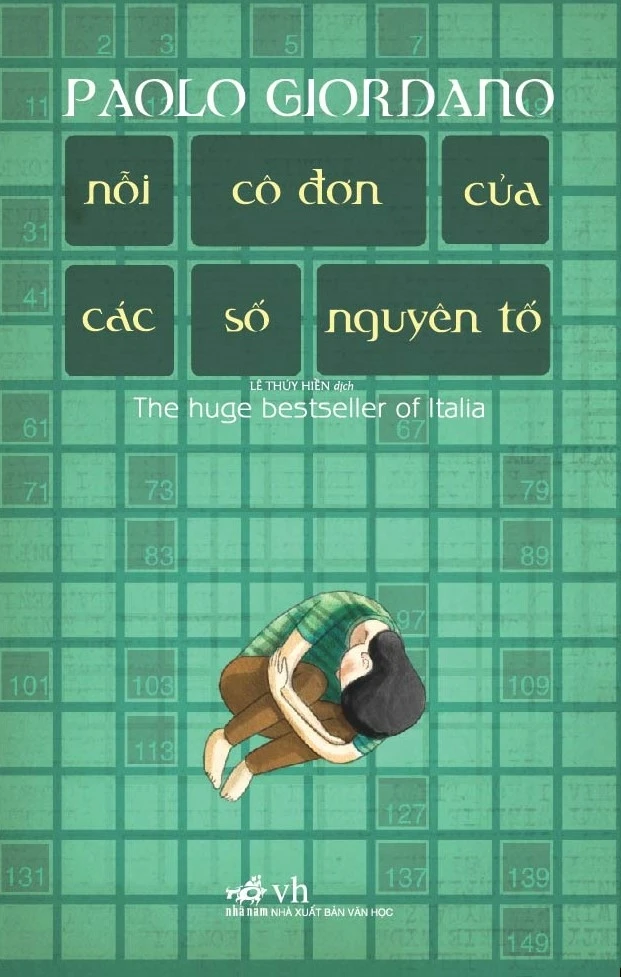 2 3 5 7
11
PAOLO GIORDANO
nỗi cô đơn của
31
các số nguyên tố
41
LÊ THÚY HIỀN dịch
The huge bestseller of Italia
61 67
71 73 79
83 89
97
101 103 109
113
127
131 137 139
vh
nhã nam NHÀ XUẤT BẢN VĂN HỌC
149